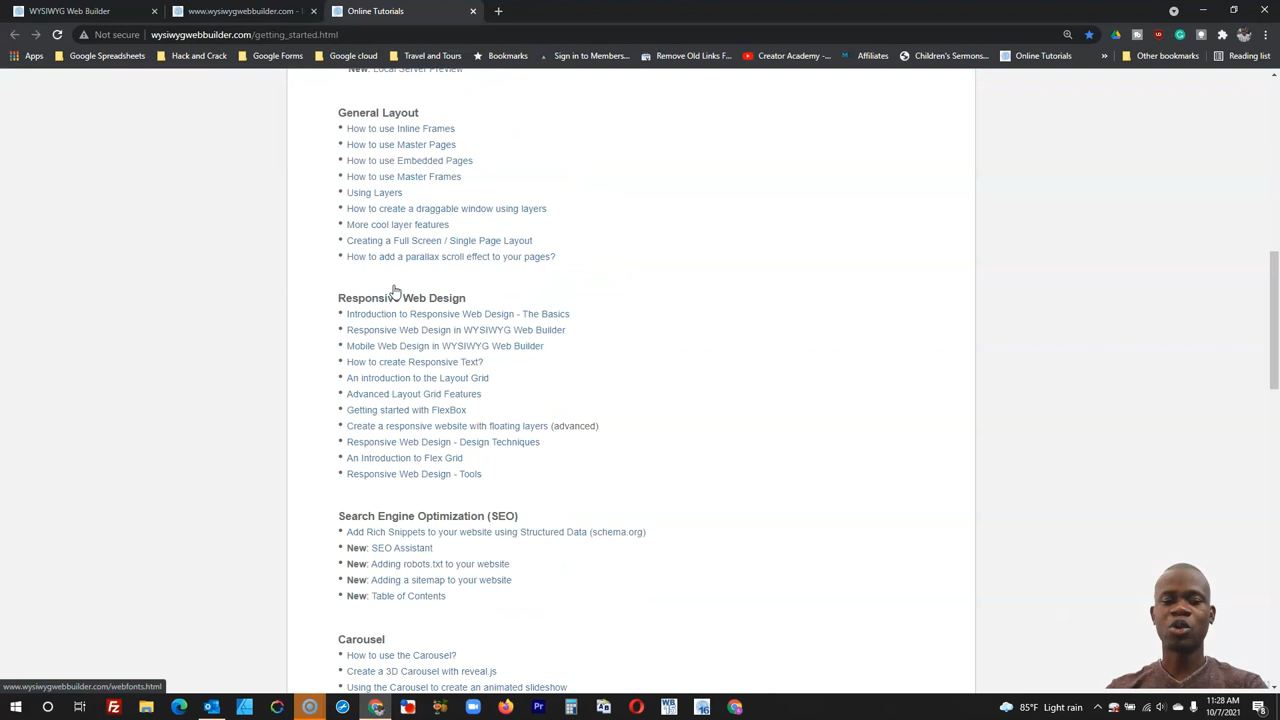 WYSIWYG Web Builder
www.wysiwygwebbuilder.com - I
Online Tutorials
Not secure
wysiwygwebbuilder.com/getting_started.html
Apps
Google Spreadsheets
Hack and Crack
Google Forms
Google cloud
Travel and Tours
Bookmarks
Sign in to Members...
Remove Old Links F...
Creator Academy -...
Affiliates
Children's Sermons...
Online Tutorials
Other bookmarks
Reading list
New: Local Server Preview
General Layout
How to use Inline Frames
How to use Master Pages
How to use Embedded Pages
How to use Master Frames
Using Layers
How to create a draggable window using layers
More cool layer features
Creating a Full Screen / Single Page Layout
How to add a parallax scroll effect to your pages?
Responsive Web Design
Introduction to Responsive Web Design - The Basics
Responsive Web Design in WYSIWYG Web Builder
Mobile Web Design in WYSIWYG Web Builder
How to create Responsive Text?
An introduction to the Layout Grid
Advanced Layout Grid Features
Getting started with FlexBox
Create a responsive website with floating layers (advanced)
Responsive Web Design - Design Techniques
An Introduction to Flex Grid
Responsive Web Design - Tools
Search Engine Optimization (SEO)
Add Rich Snippets to your website using Structured Data (schema.org)
New: SEO Assistant
New: Adding robots.txt to your website
New: Adding a sitemap to your website
New: Table of Contents
Carousel
How to use the Carousel?
Create a 3D Carousel with reveal.js
Using the Carousel to create an animated slideshow
www.wysiwygwebbuilder.com/webfonts.html
85°F Light rain
11:28 AM
10/7/2021